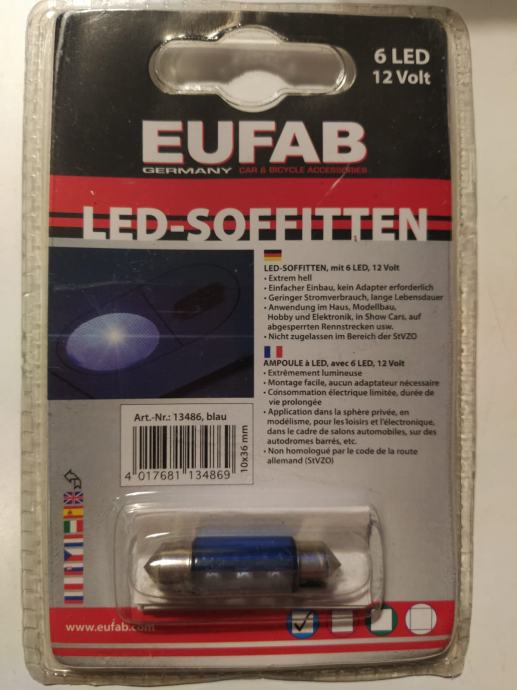 6 LED
12 Volt
EUFAB
GERMANY CAR & BICYCLE ACCESSORIES
LED-SOFFITTEN
LED-SOFFITTEN, mit 6 LED, 12 Volt
• Extrem hell
• Einfacher Einbau, kein Adapter erforderlich
• Geringer Stromverbrauch, lange Lebensdauer
• Anwendung im Haus, Modellbau,
Hobby und Elektronik, in Show Cars, auf
abgesperrten Rennstrecken usw.
• Nicht zugelassen im Bereich der StVZO
AMPOULE à LED, avec 6 LED, 12 Volt
• Extrêmement lumineuse
• Montage facile, aucun adaptateur nécessaire
• Consommation électrique limitée, durée de
vie prolongée
• Application dans la sphère privée, en
modélisme, pour les loisirs et l'électronique,
dans le cadre de salons automobiles, sur des
autodromes barrés, etc.
• Non homologué par le code de la route
allemand (StVZO)
Art.-Nr.: 13486, blau
4 017681 134869
10x36 mm
www.eufab.com